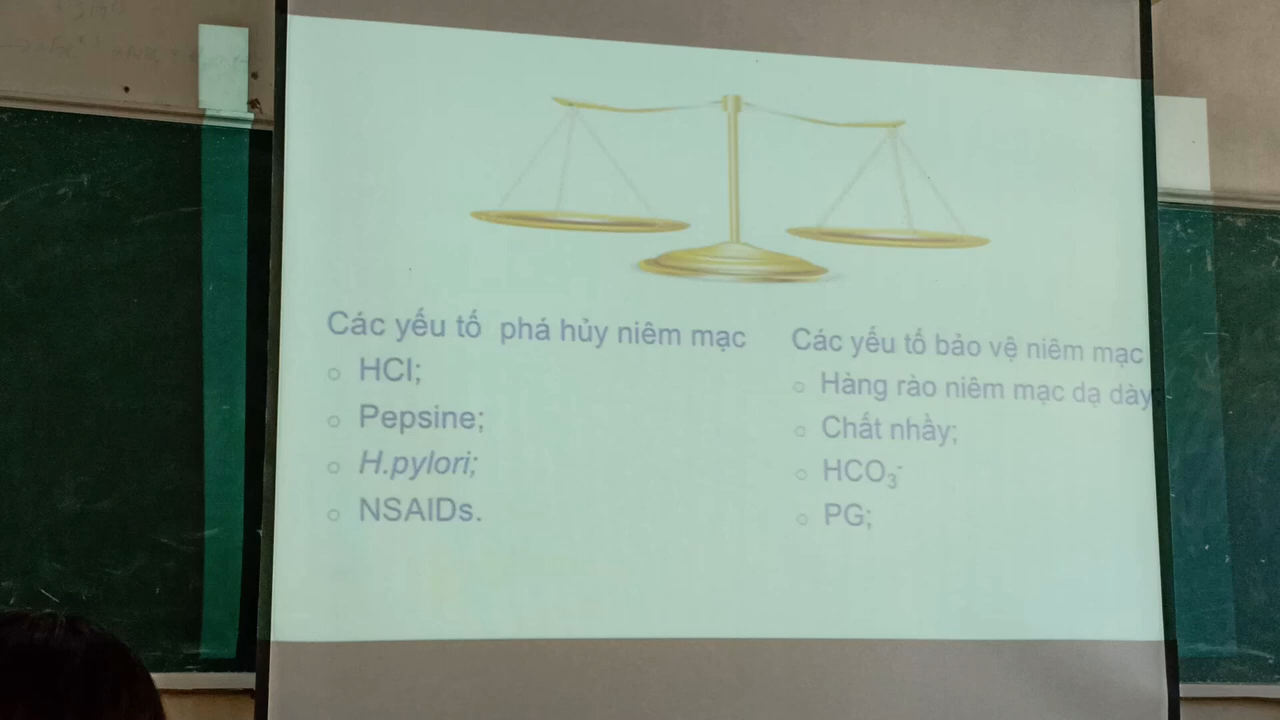 Các yếu tố phá hủy niêm mạc
HCl;
Pepsine;
H.pylori;
NSAIDs.
Các yếu tố bảo vệ niêm mạc
Hàng rào niêm mạc dạ dày;
Chất nhầy;
HCO₃⁻
PG;